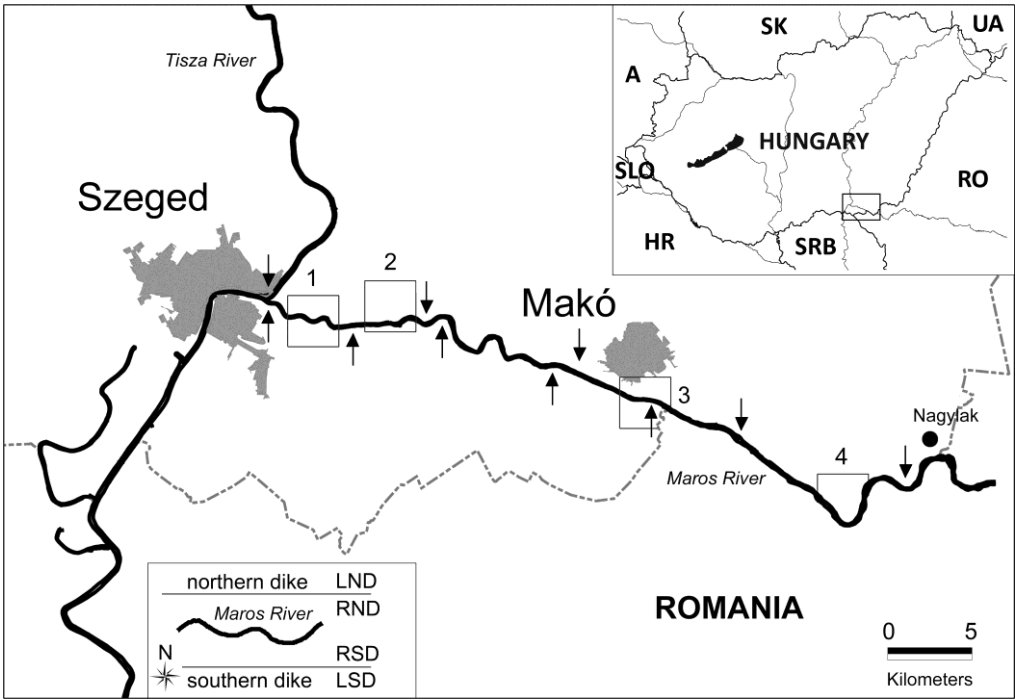 Tisza River
Szeged
1
2
Makó
3
Nagylak
4
Maros River
ROMANIA
SK
UA
A
HUNGARY
SLO
RO
HR
SRB
northern dike LND
RND
Maros River
RSD
N
southern dike LSD
0 5
Kilometers